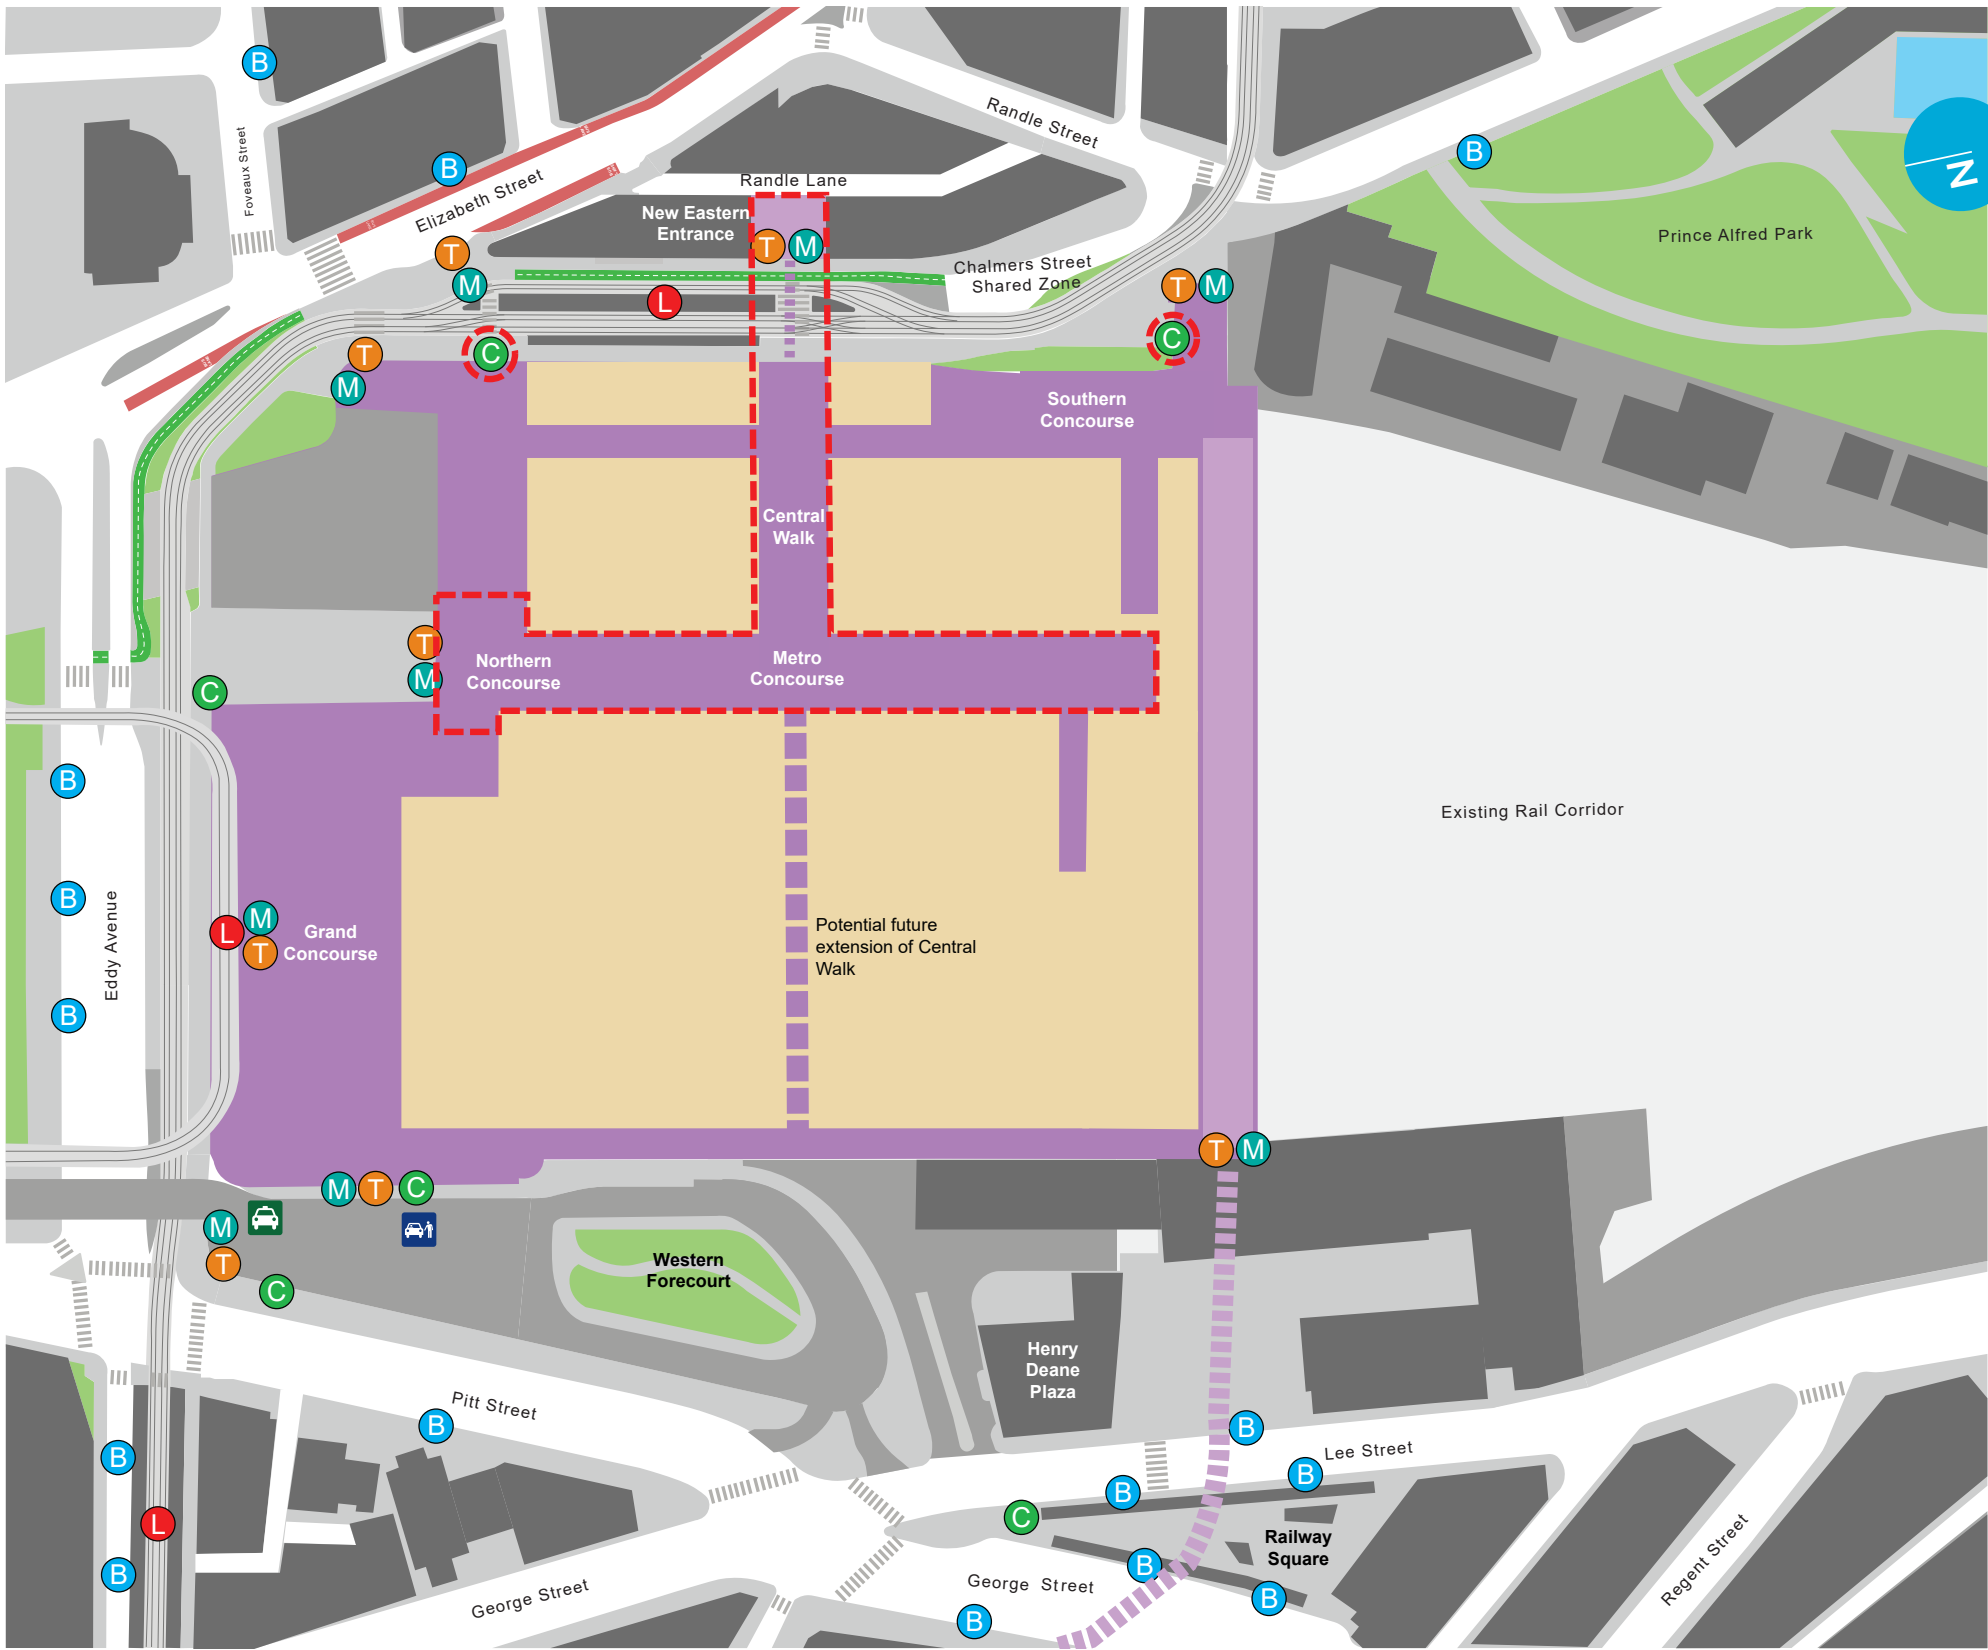 B
Foveaux Street
B
Elizabeth Street
Randle Street
Randle Lane
B
N
New Eastern
Entrance
T
M
T
M
Prince Alfred Park
Chalmers Street
Shared Zone
L
T
M
C
C
T
M
Southern
Concourse
Central
Walk
T
M
Northern
Concourse
Metro
Concourse
C
B
Existing Rail Corridor
B
Eddy Avenue
L
M
T
Grand
Concourse
Potential future
extension of Central
Walk
B
T
M
M
T
C
M
T
C
Western
Forecourt
Henry
Deane
Plaza
Pitt Street
B
B
Lee Street
B
B
B
C
L
Railway
Square
B
B
B
George Street
George Street
B
Regent Street